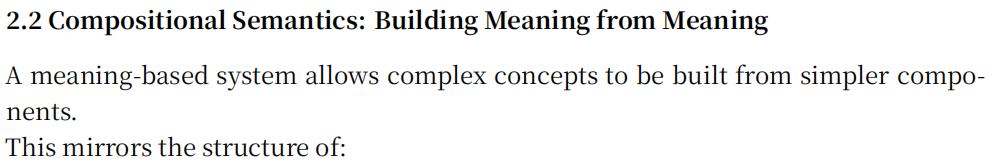 2.2 Compositional Semantics: Building Meaning from Meaning
A meaning-based system allows complex concepts to be built from simpler compo-
nents.
This mirrors the structure of: